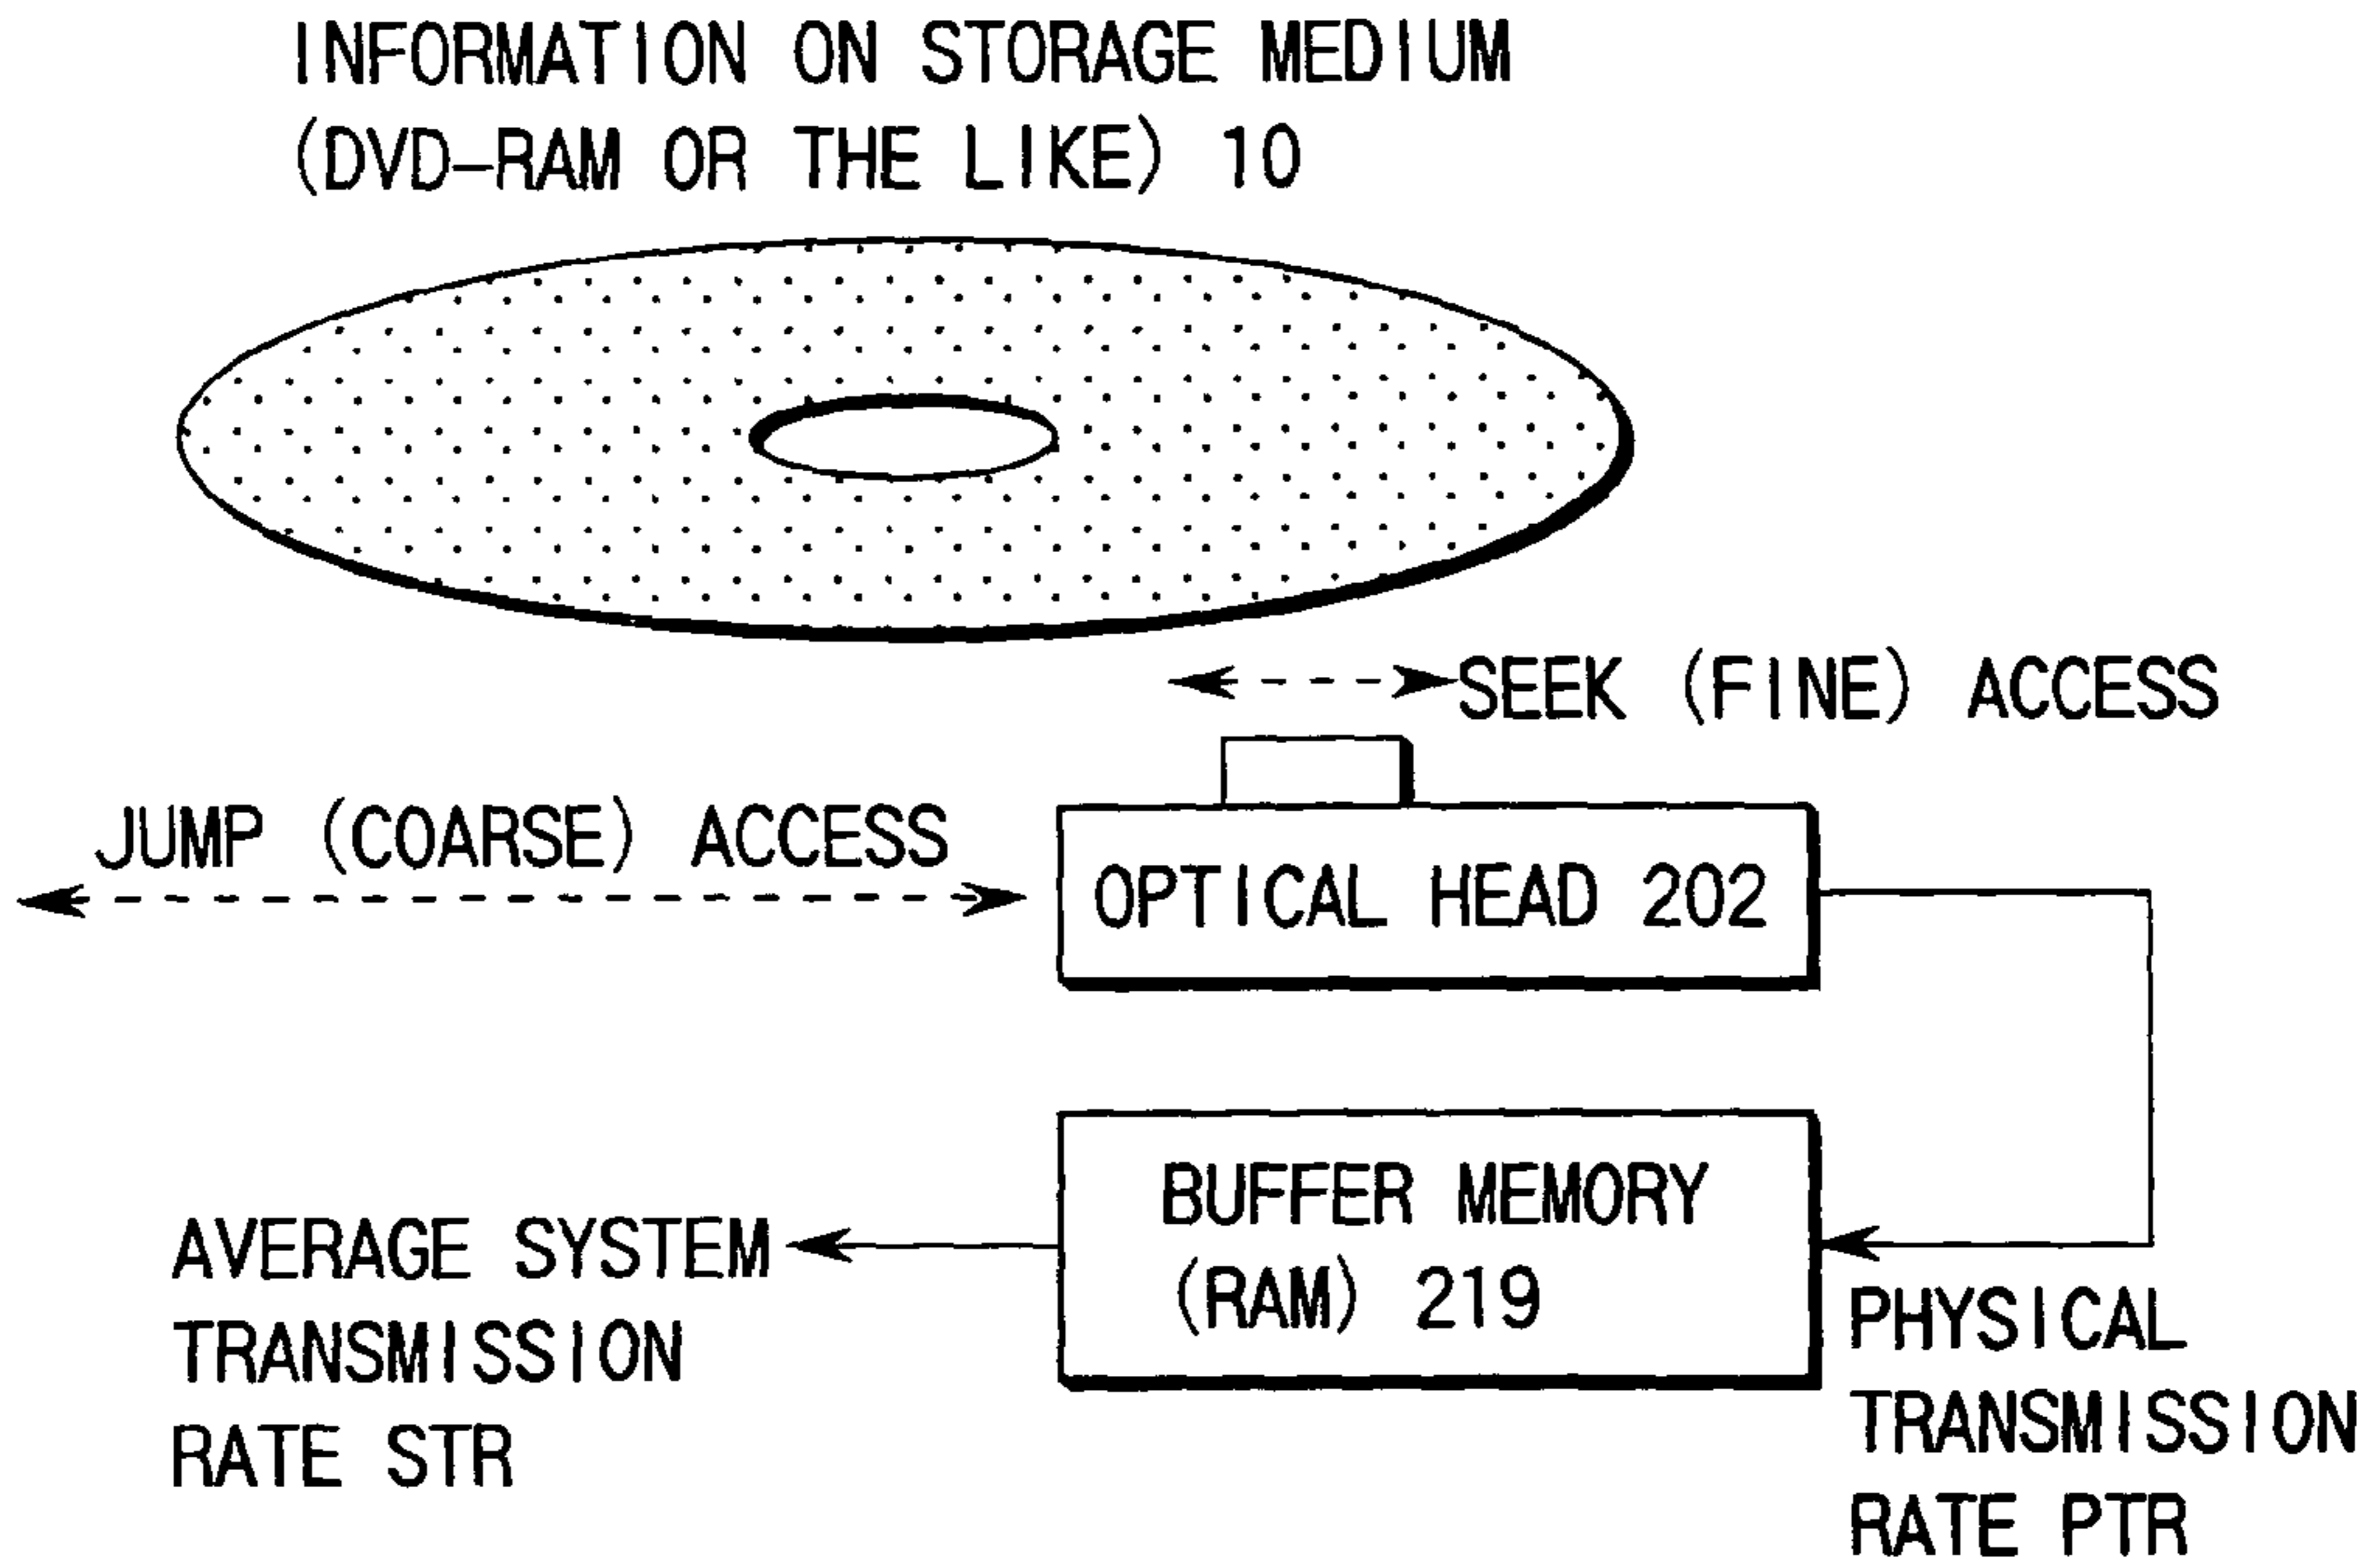 INFORMATION ON STORAGE MEDIUM
(DVD-RAM OR THE LIKE) 10
SEEK (FINE) ACCESS
JUMP (COARSE) ACCESS
OPTICAL HEAD 202
BUFFER MEMORY
(RAM) 219
AVERAGE SYSTEM
TRANSMISSION
RATE STR
PHYSICAL
TRANSMISSION
RATE PTR